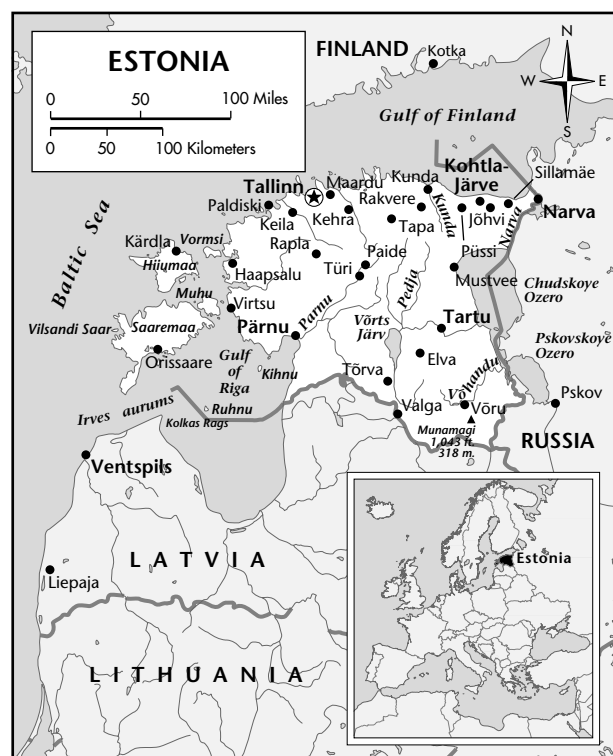 ESTONIA
0 50 100 Miles
0 50 100 Kilometers
FINLAND
Kotka
N
W E
S
Gulf of Finland
Baltic Sea
Tallinn
Maardu
Kunda
Kohtla-
Järve
Sillamäe
Paldiski
Rakvere
Kunda
Narva
Narva
Keila
Kehra
Tapa
Jõhvi
Püssi
Kärdla
Vormsi
Rapla
Paide
Hiiumaa
Haapsalu
Türi
Pedja
Mustvee
Chudskoye
Ozero
Muhu
Virtsu
Vilsandi Saar
Saaremaa
Pärnu
Parnu
Võrts
Järv
Tartu
Pskovskoye
Ozero
Orissaare
Gulf
of
Riga
Kihnu
Elva
Tõrva
Võhandu
Irves aurums
Ruhnu
Kolkas Rags
Valga
Võru
Pskov
Munamagi
1,043 ft.
318 m.
RUSSIA
Ventspils
LATVIA
Liepaja
LITHUANIA
Estonia